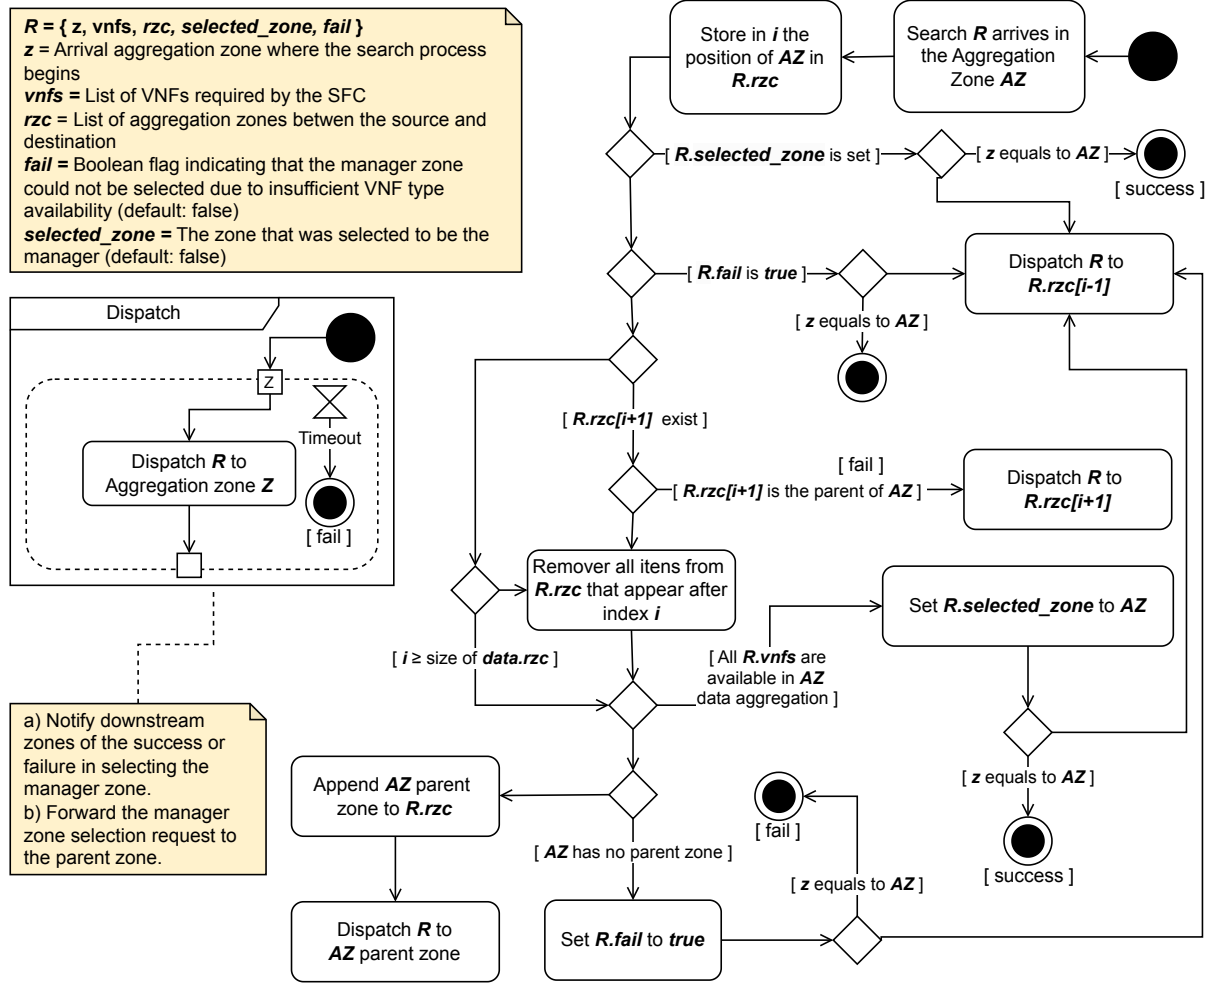 R = { z, vnfs, rzc, selected_zone, fail }
z = Arrival aggregation zone where the search process
begins
vnfs = List of VNFs required by the SFC
rzc = List of aggregation zones betwen the source and
destination
fail = Boolean flag indicating that the manager zone
could not be selected due to insufficient VNF type
availability (default: false)
selected_zone = The zone that was selected to be the
manager (default: false)
Store in i the
position of AZ in
R.rzc
Search R arrives in
the Aggregation
Zone AZ
[ R.selected_zone is set ]
[ z equals to AZ ]
[ success ]
[ R.fail is true ]
Dispatch R to
R.rzc[i-1]
[ z equals to AZ ]
Dispatch
Z
Timeout
Dispatch R to
Aggregation zone Z
[ fail ]
[ R.rzc[i+1] exist ]
[ fail ]
[ R.rzc[i+1] is the parent of AZ ]
Dispatch R to
R.rzc[i+1]
Remover all itens from
R.rzc that appear after
index i
Set R.selected_zone to AZ
[ i ≥ size of data.rzc ]
[ All R.vnfs are
available in AZ
data aggregation ]
a) Notify downstream
zones of the success or
failure in selecting the
manager zone.
b) Forward the manager
zone selection request to
the parent zone.
Append AZ parent
zone to R.rzc
[ z equals to AZ ]
[ fail ]
[ AZ has no parent zone ]
[ success ]
[ z equals to AZ ]
Dispatch R to
AZ parent zone
Set R.fail to true